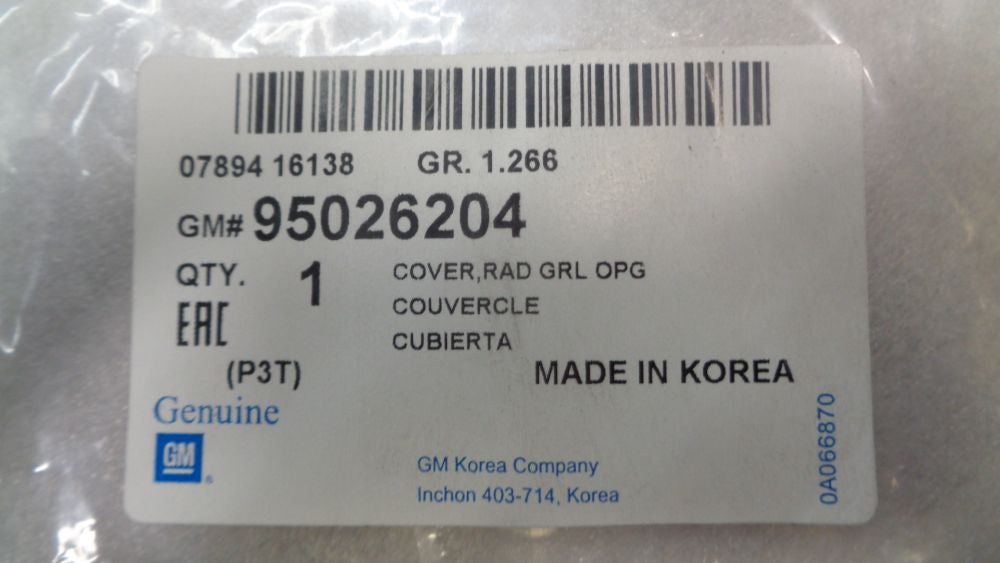 07894 16138 GR. 1.266
GM# 95026204
QTY. 1 COVER,RAD GRL OPG
COUVERCLE
EAC CUBIERTA
(P3T) MADE IN KOREA
Genuine
GM
GM Korea Company
Inchon 403-714, Korea
0A066870